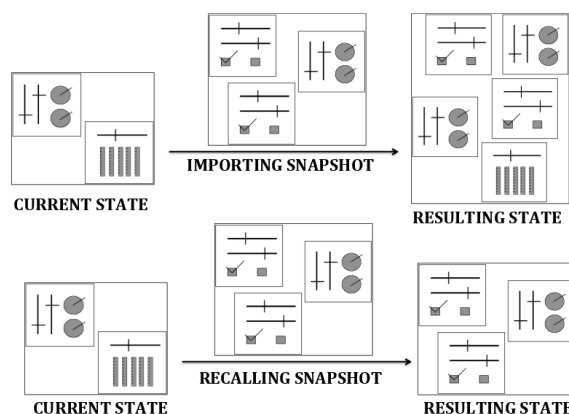 IMPORTING SNAPSHOT
CURRENT STATE
RESULTING STATE
RECALLING SNAPSHOT
CURRENT STATE
RESULTING STATE